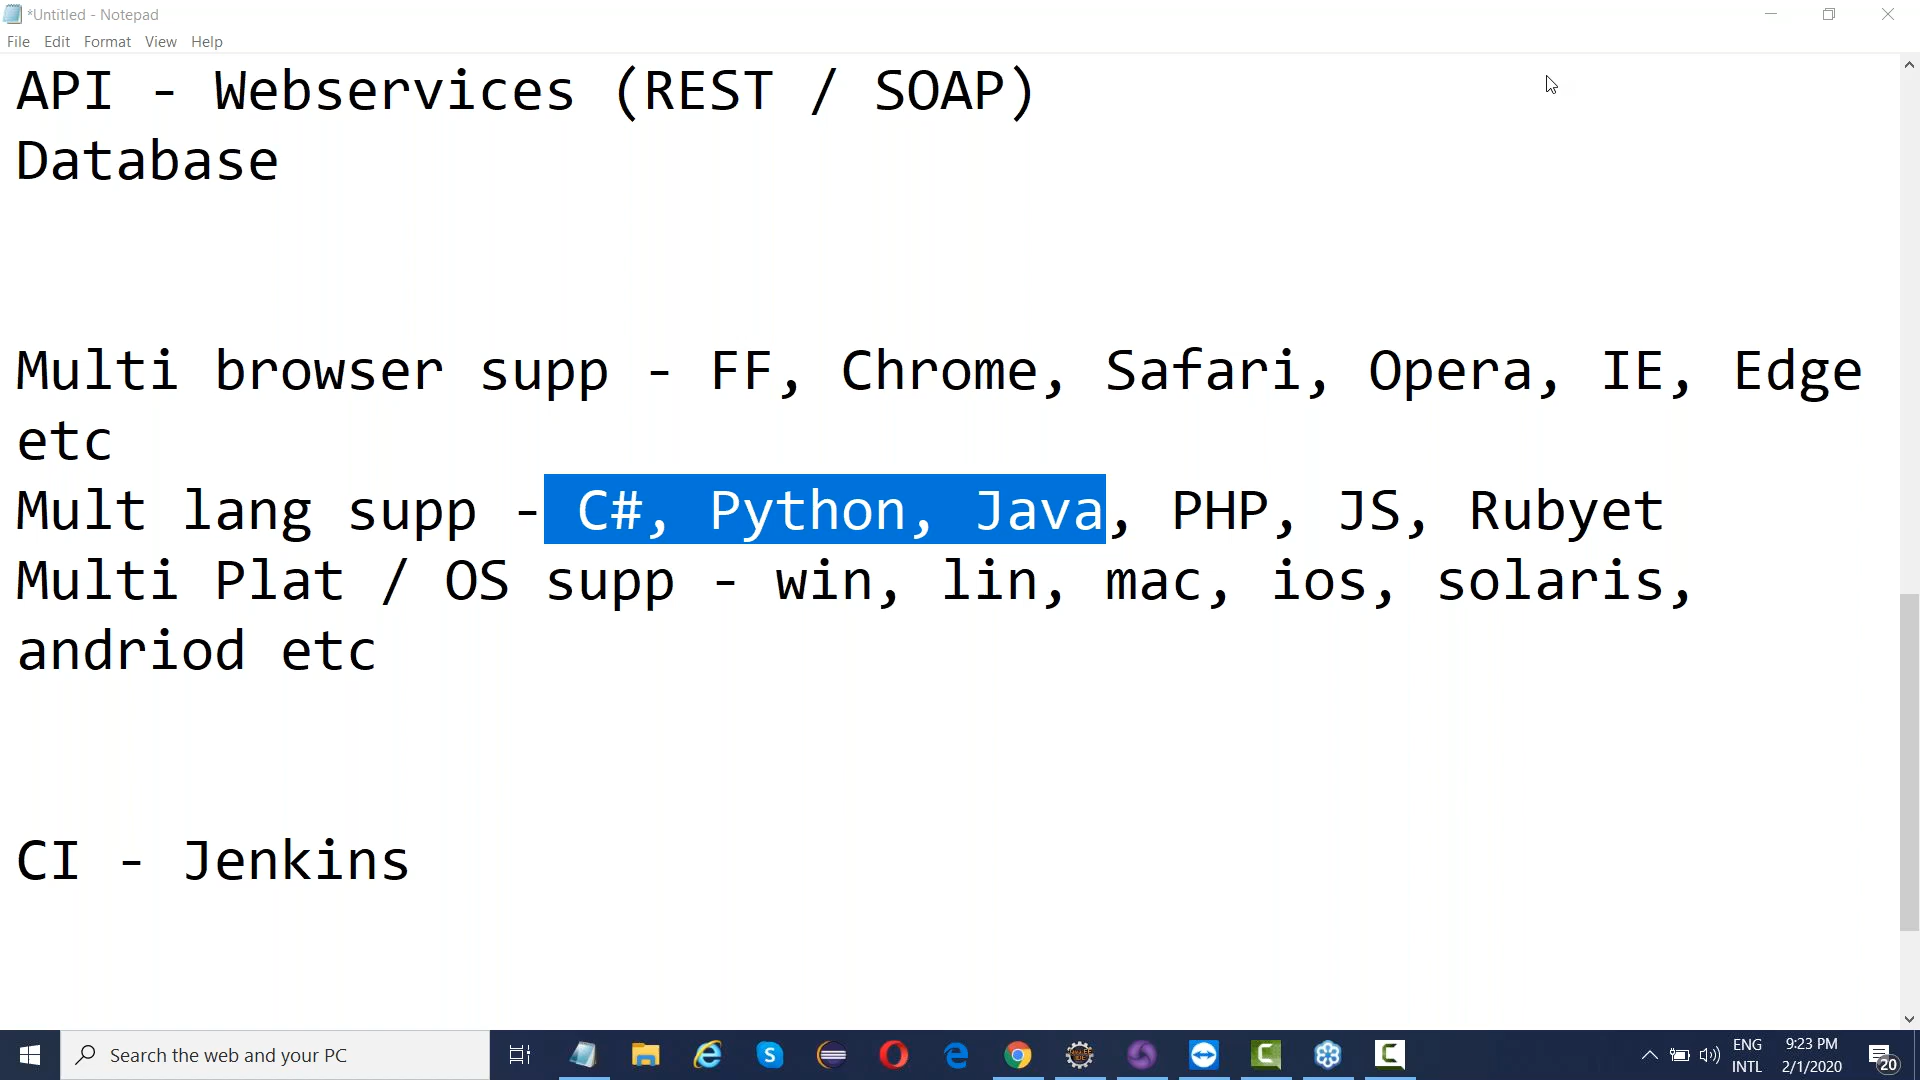 *Untitled - Notepad
File Edit Format View Help
API - Webservices (REST / SOAP)
Database
Multi browser supp - FF, Chrome, Safari, Opera, IE, Edge
etc
Mult lang supp - C#, Python, Java, PHP, JS, Rubyet
Multi Plat / OS supp - win, lin, mac, ios, solaris,
andriod etc
CI - Jenkins
Search the web and your PC
ENG
INTL
9:23 PM
2/1/2020
20